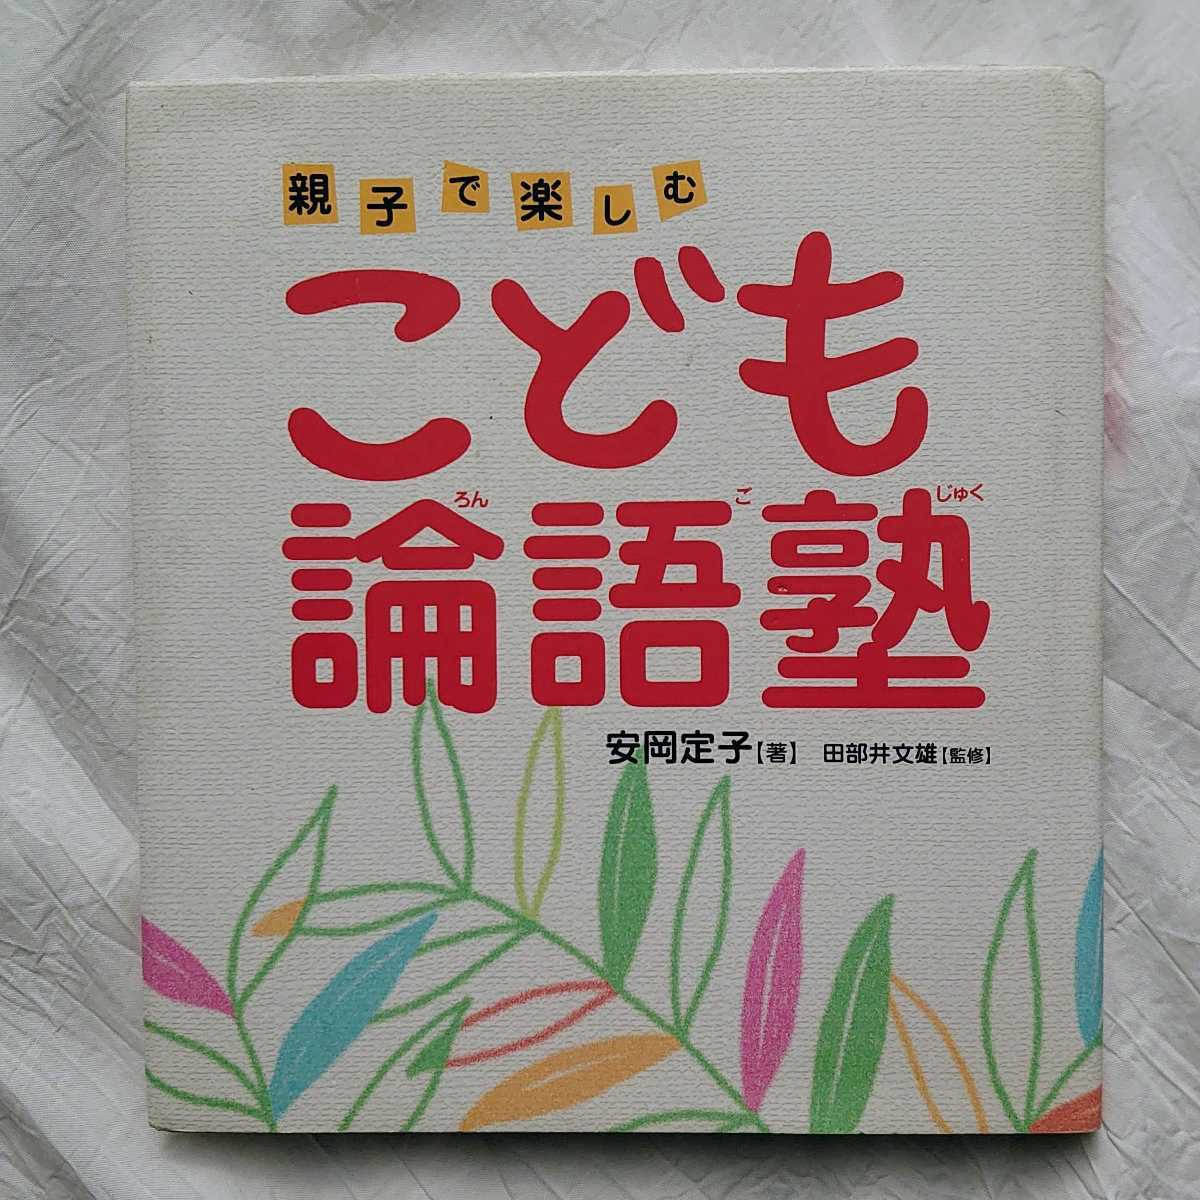 親子で楽しむ
こども
論語塾
ろん ご じゅく
安岡定子【著】 田部井文雄【監修】